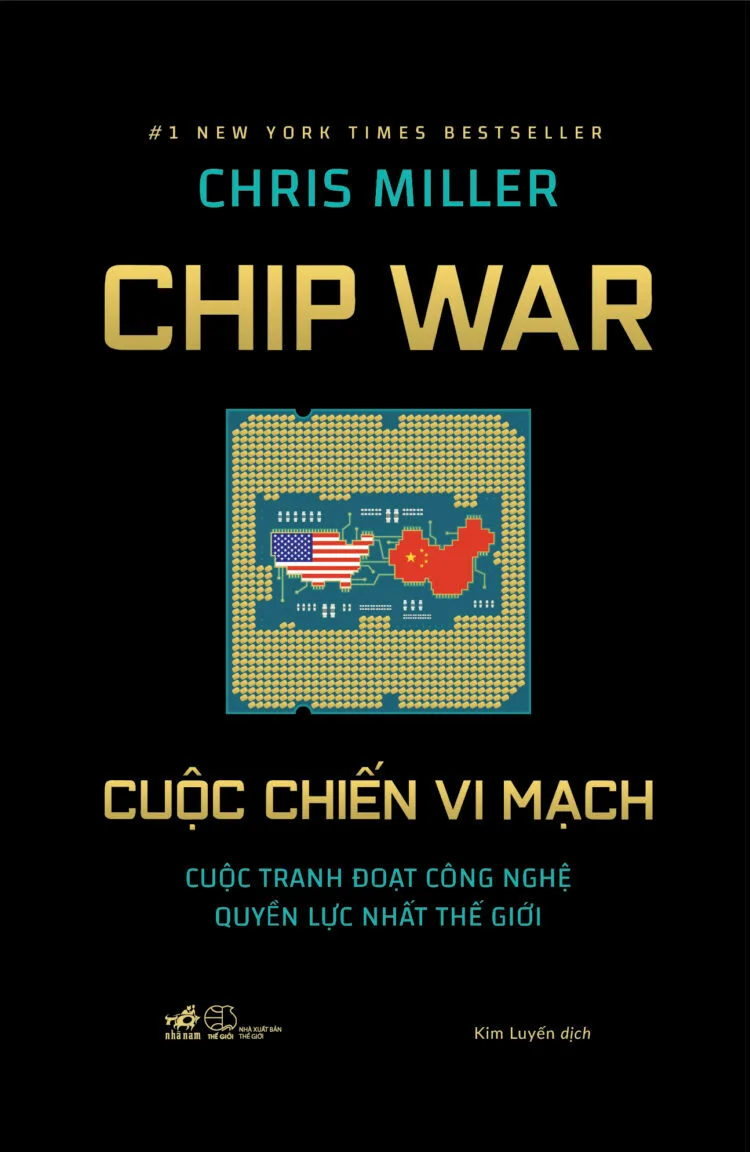 #1 NEW YORK TIMES BESTSELLER
CHRIS MILLER
CHIP WAR
CUỘC CHIẾN VI MẠCH
CUỘC TRANH ĐOẠT CÔNG NGHỆ
QUYỀN LỰC NHẤT THẾ GIỚI
nhã nam
THẾ GIỚI
NHÀ XUẤT BẢN
THẾ GIỚI
Kim Luyến dịch